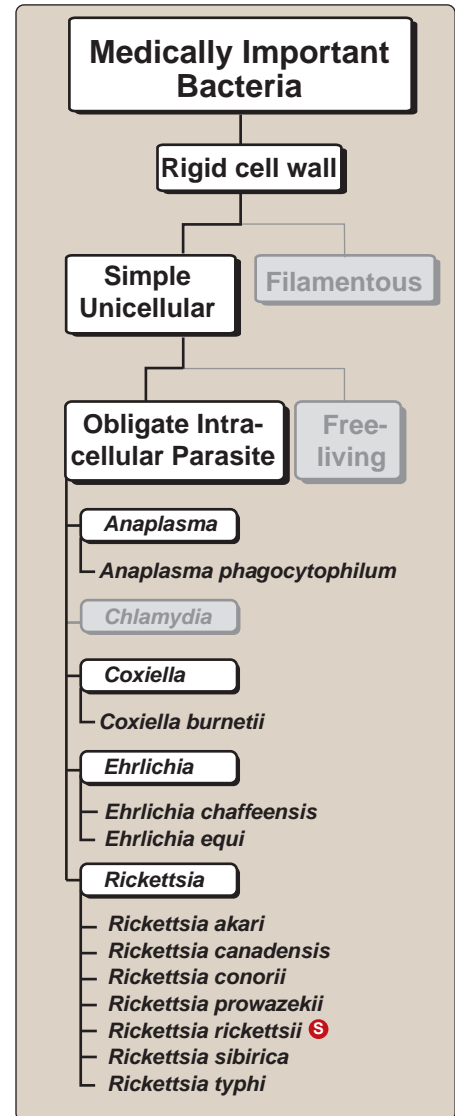 Medically Important
Bacteria
Rigid cell wall
Simple
Unicellular
Filamentous
Obligate Intra-
cellular Parasite
Free-
living
Anaplasma
Anaplasma phagocytophilum
Chlamydia
Coxiella
Coxiella burnetii
Ehrlichia
Ehrlichia chaffeensis
Ehrlichia equi
Rickettsia
Rickettsia akari
Rickettsia canadensis
Rickettsia conorii
Rickettsia prowazekii
Rickettsia rickettsii S
Rickettsia sibirica
Rickettsia typhi